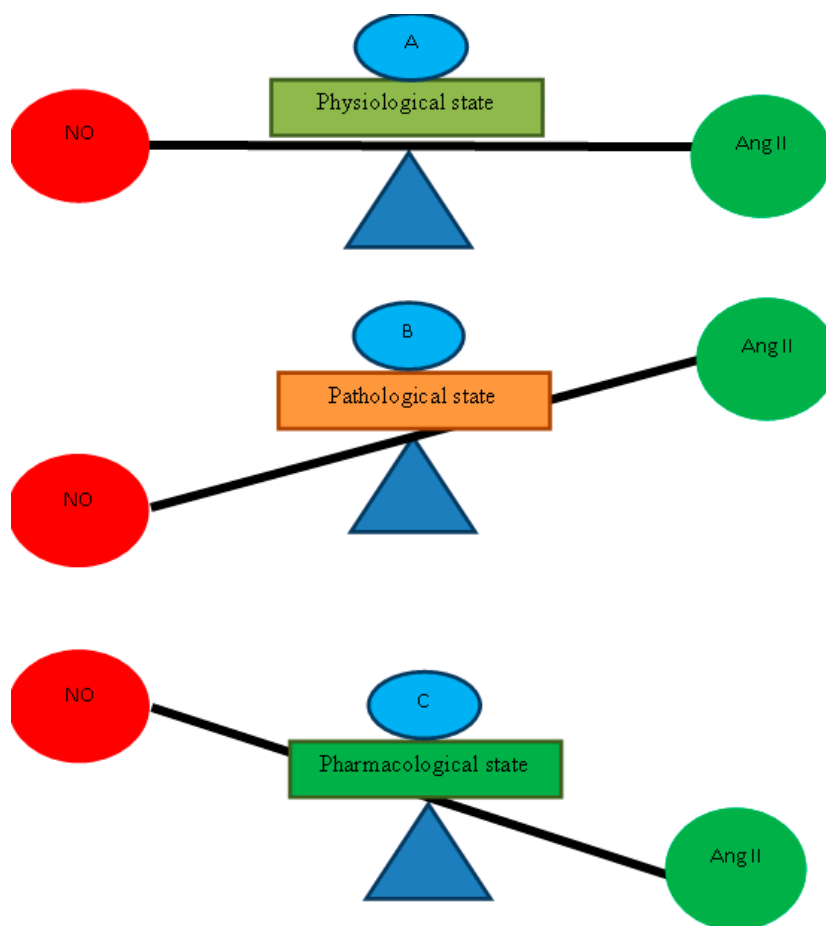 A
Physiological state
NO
Ang II
B
Ang II
Pathological state
NO
NO
C
Pharmacological state
Ang II